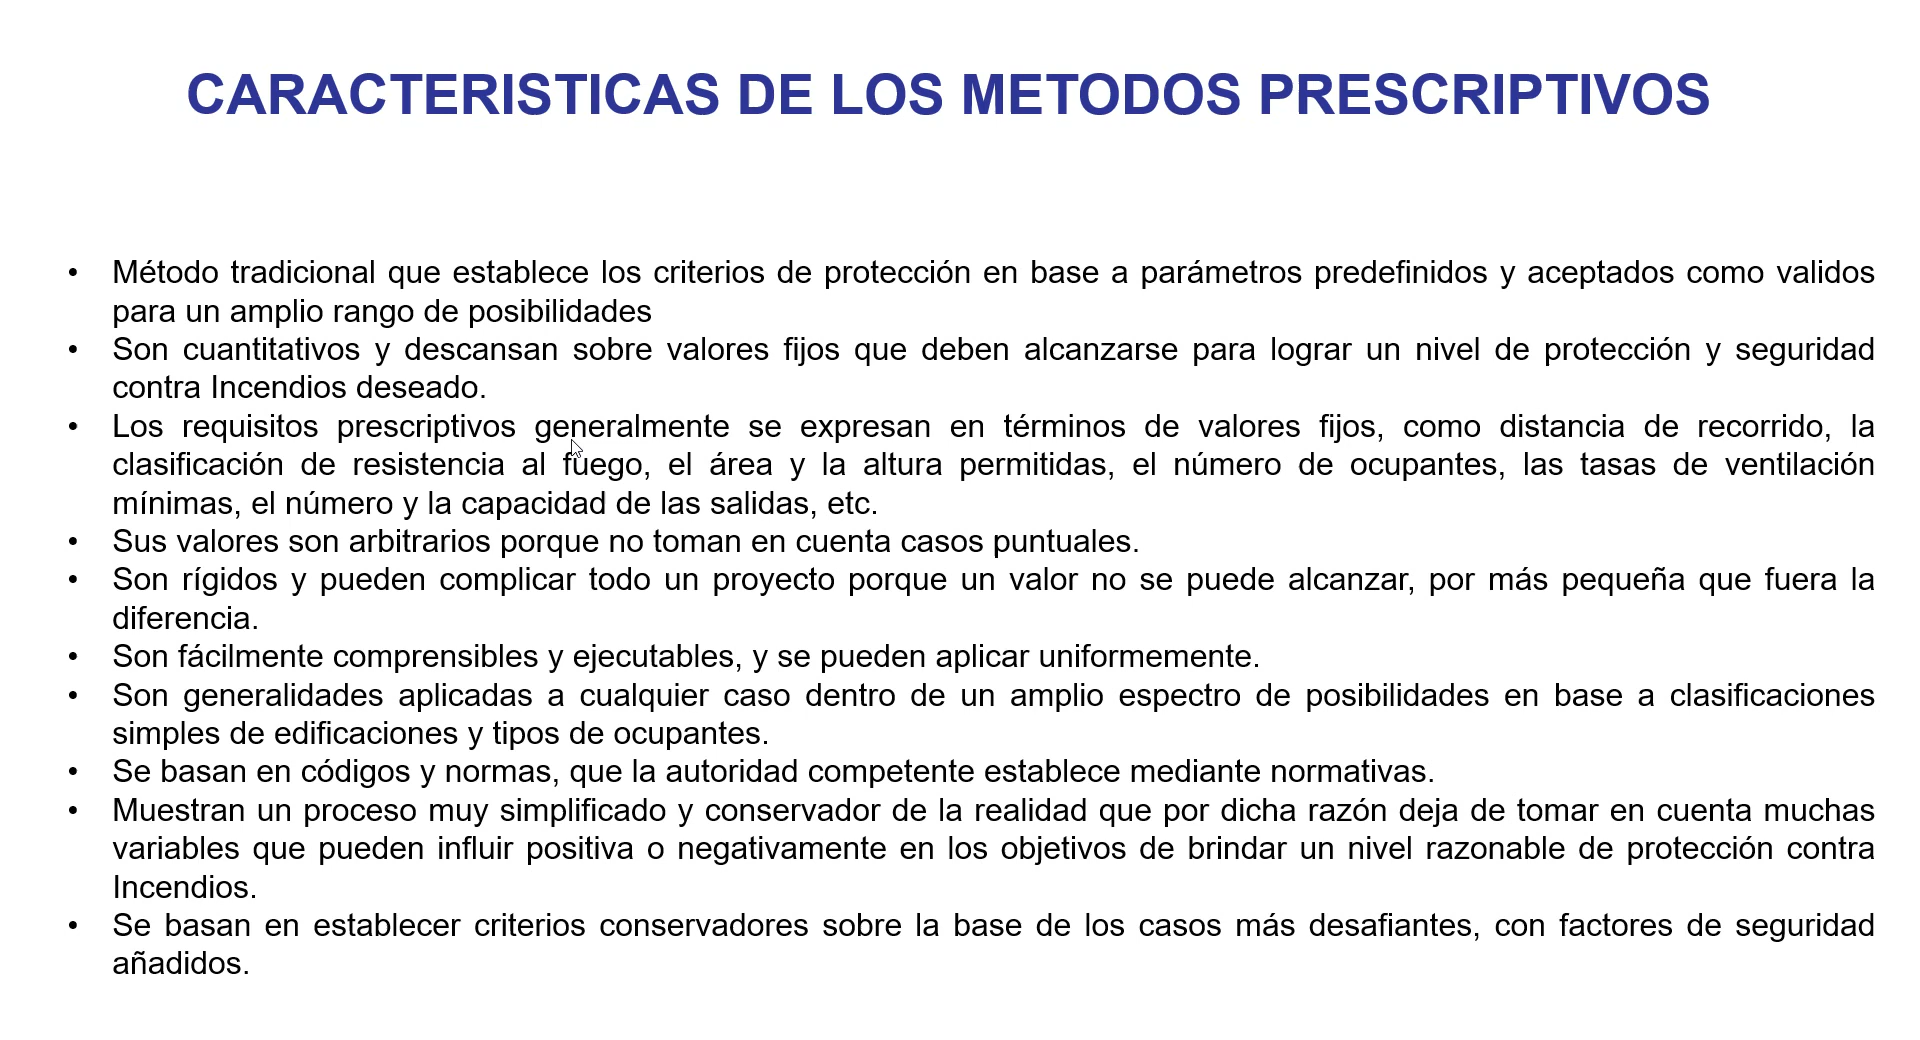 CARACTERISTICAS DE LOS METODOS PRESCRIPTIVOS
• Método tradicional que establece los criterios de protección en base a parámetros predefinidos y aceptados como validos
para un amplio rango de posibilidades
• Son cuantitativos y descansan sobre valores fijos que deben alcanzarse para lograr un nivel de protección y seguridad
contra Incendios deseado.
• Los requisitos prescriptivos generalmente se expresan en términos de valores fijos, como distancia de recorrido, la
clasificación de resistencia al fuego, el área y la altura permitidas, el número de ocupantes, las tasas de ventilación
mínimas, el número y la capacidad de las salidas, etc.
• Sus valores son arbitrarios porque no toman en cuenta casos puntuales.
• Son rígidos y pueden complicar todo un proyecto porque un valor no se puede alcanzar, por más pequeña que fuera la
diferencia.
• Son fácilmente comprensibles y ejecutables, y se pueden aplicar uniformemente.
• Son generalidades aplicadas a cualquier caso dentro de un amplio espectro de posibilidades en base a clasificaciones
simples de edificaciones y tipos de ocupantes.
• Se basan en códigos y normas, que la autoridad competente establece mediante normativas.
• Muestran un proceso muy simplificado y conservador de la realidad que por dicha razón deja de tomar en cuenta muchas
variables que pueden influir positiva o negativamente en los objetivos de brindar un nivel razonable de protección contra
Incendios.
• Se basan en establecer criterios conservadores sobre la base de los casos más desafiantes, con factores de seguridad
añadidos.